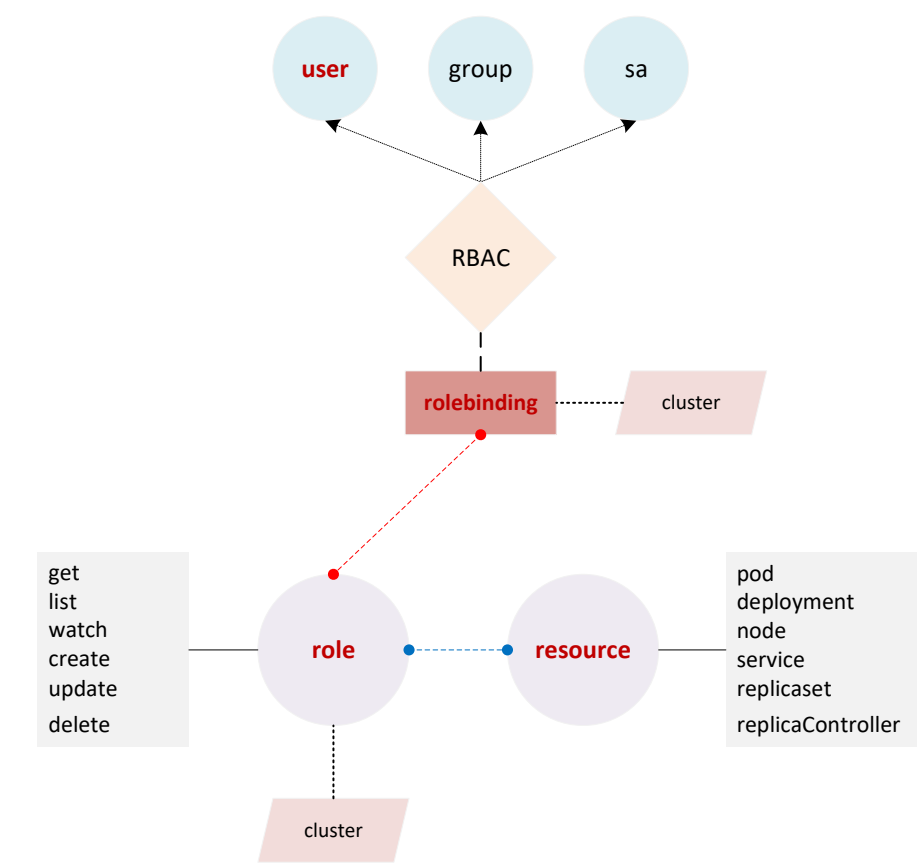 user
group
sa
RBAC
rolebinding
cluster
get
list
watch
create
update
delete
role
resource
pod
deployment
node
service
replicaset
replicaController
cluster